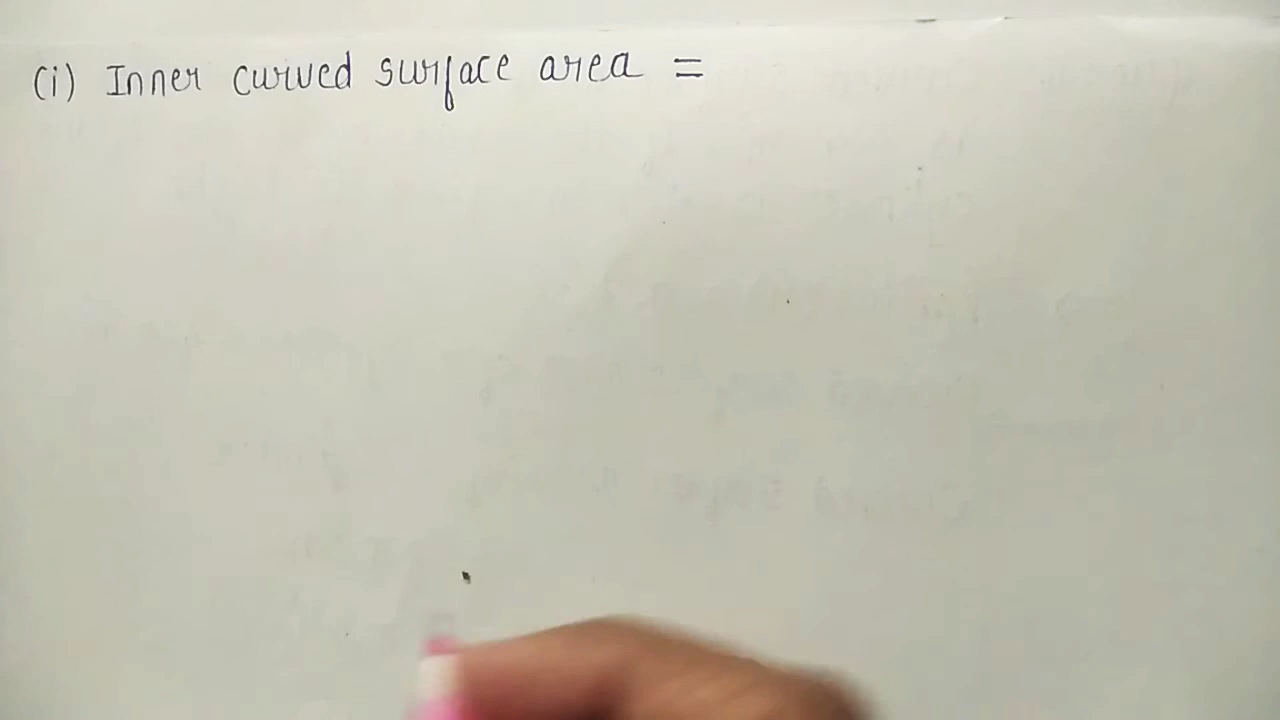 (i) Inner curved surface area =